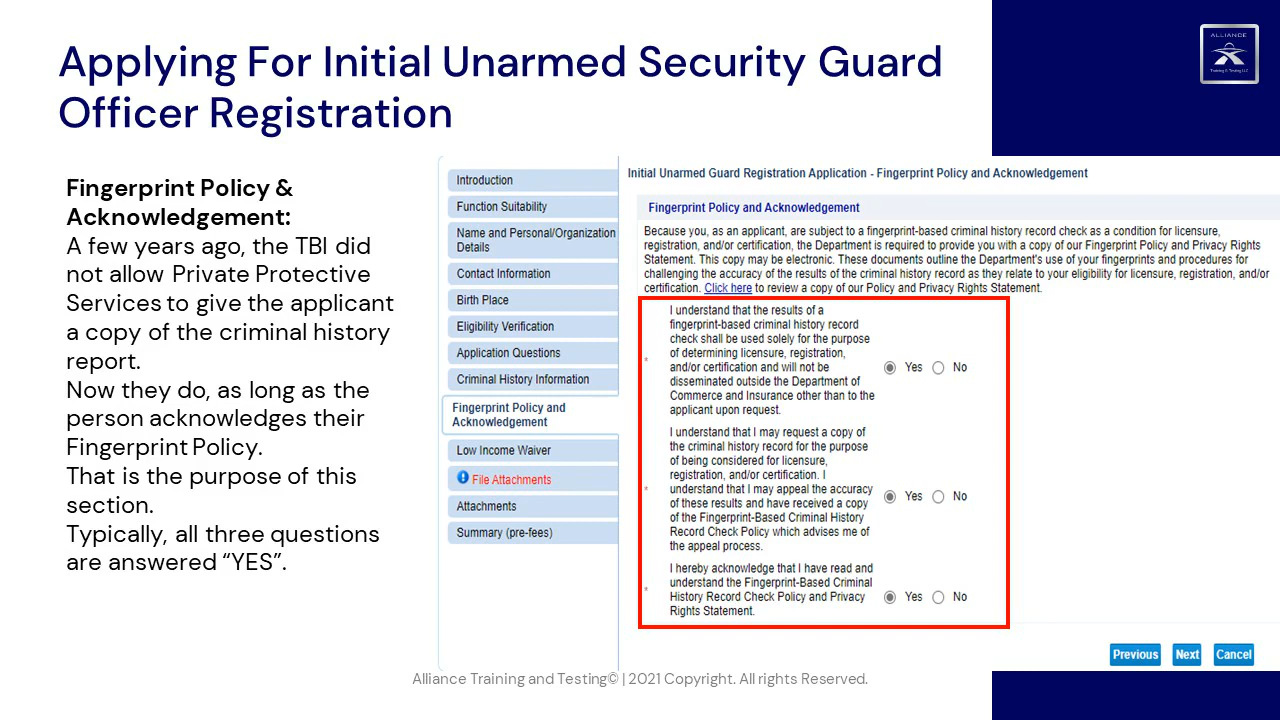 Applying For Initial Unarmed Security Guard
Officer Registration
ALLIANCE
Training & Testing LLC
Fingerprint Policy &
Acknowledgement:
A few years ago, the TBI did
not allow Private Protective
Services to give the applicant
a copy of the criminal history
report.
Now they do, as long as the
person acknowledges their
Fingerprint Policy.
That is the purpose of this
section.
Typically, all three questions
are answered “YES”.
Introduction
Function Suitability
Name and Personal/Organization
Details
Contact Information
Birth Place
Eligibility Verification
Application Questions
Criminal History Information
Fingerprint Policy and
Acknowledgement
Low Income Waiver
File Attachments
Attachments
Summary (pre-fees)
Initial Unarmed Guard Registration Application - Fingerprint Policy and Acknowledgement
Fingerprint Policy and Acknowledgement
Because you, as an applicant, are subject to a fingerprint-based criminal history record check as a condition for licensure,
registration, and/or certification, the Department is required to provide you with a copy of our Fingerprint Policy and Privacy Rights
Statement. This copy may be electronic. These documents outline the Department's use of your fingerprints and procedures for
challenging the accuracy of the results of the criminal history record as they relate to your eligibility for licensure, registration, and/or
certification. Click here to review a copy of our Policy and Privacy Rights Statement.
I understand that the results of a
fingerprint-based criminal history record
check shall be used solely for the purpose
of determining licensure, registration,
* and/or certification and will not be Yes No
disseminated outside the Department of
Commerce and Insurance other than to the
applicant upon request.
I understand that I may request a copy of
the criminal history record for the purpose
of being considered for licensure,
registration, and/or certification. I
* understand that I may appeal the accuracy Yes No
of these results and have received a copy
of the Fingerprint-Based Criminal History
Record Check Policy which advises me of
the appeal process.
I hereby acknowledge that I have read and
understand the Fingerprint-Based Criminal
* History Record Check Policy and Privacy Yes No
Rights Statement.
Previous Next Cancel
Alliance Training and Testing© | 2021 Copyright. All rights Reserved.